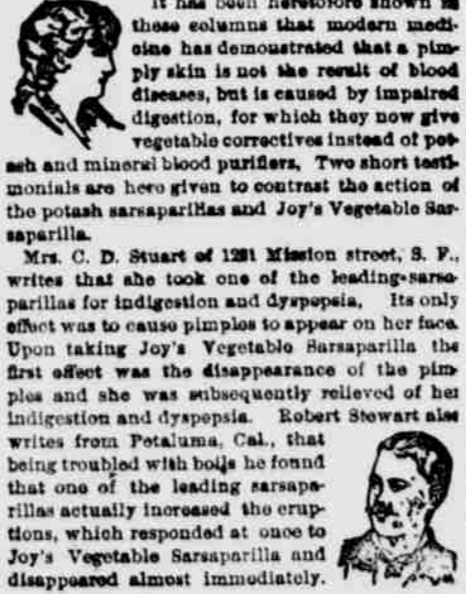 It has been heretofore shown in
these columns that modern medi-
cine has demonstrated that a pim-
ply skin is not the result of blood
diseases, but is caused by impaired
digestion, for which they now give
vegetable correctives instead of pot-
ash and mineral blood purifiers. Two short testi-
monials are here given to contrast the action of
the potash sarsaparillas and Joy's Vegetable Sar-
saparilla.
Mrs. C. D. Stuart of 1221 Mission street, S. F.,
writes that she took one of the leading sarsa-
parillas for indigestion and dyspepsia. Its only
effect was to cause pimples to appear on her face.
Upon taking Joy's Vegetable Sarsaparilla the
first effect was the disappearance of the pim-
ples and she was subsequently relieved of her
indigestion and dyspepsia. Robert Stewart also
writes from Petaluma, Cal., that
being troubled with boils he found
that one of the leading sarsapa-
rillas actually increased the erup-
tions, which responded at once to
Joy's Vegetable Sarsaparilla and
disappeared almost immediately.